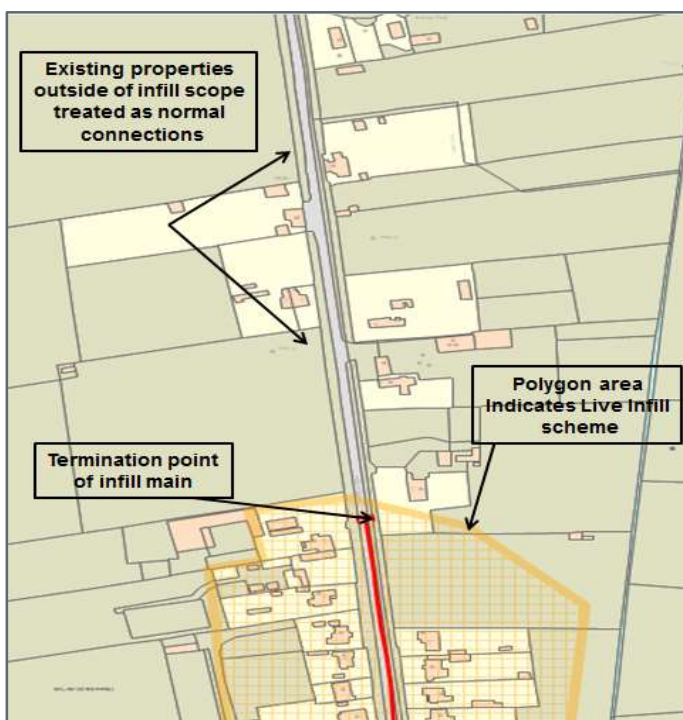 Existing properties
outside of infill scope
treated as normal
connections
Polygon area
Indicates Live Infill
scheme
Termination point
of infill main